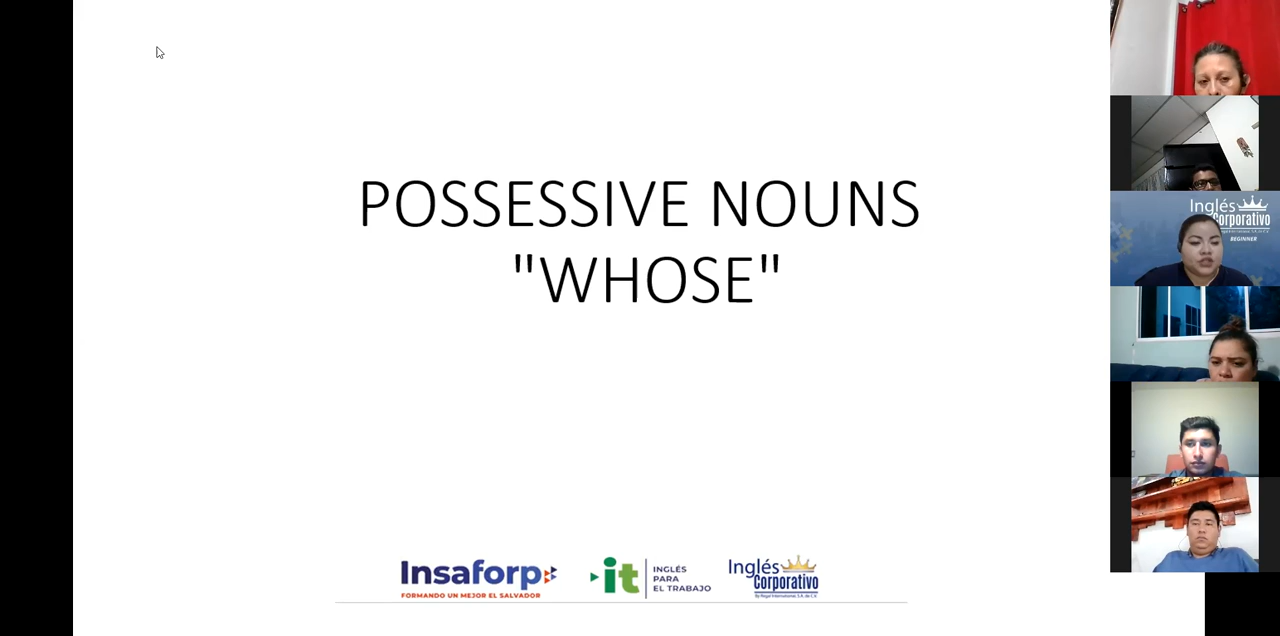 POSSESSIVE NOUNS
"WHOSE"
Insaforp
FORMANDO UN MEJOR EL SALVADOR
it
INGLÉS
PARA
EL TRABAJO
Inglés
Corporativo
Inglés
Corporativo
BEGINNER